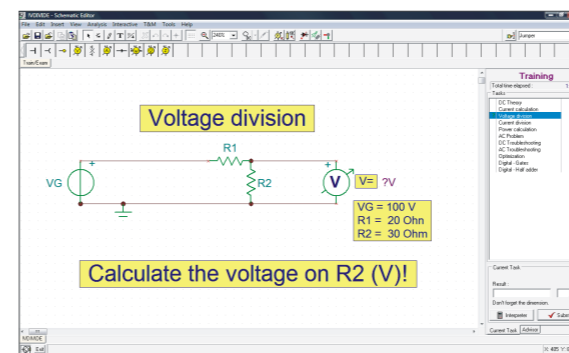 NDIVIDE - Schematic Editor
File Edit Insert View Analysis Interactive T&M Tools Help
Jumper
Train/Exam
Training
Total time elapsed :
Tasks
DC Theory
Current calculation
Voltage division
Current division
Power calculation
AC Problem
DC Troubleshooting
AC Troubleshooting
Optimization
Digital - Gates
Digital - Half adder
Voltage division
R1
+
+
VG
R2
V
V=
?V
VG = 100 V
R1 = 20 Ohn
R2 = 30 Ohm
Calculate the voltage on R2 (V)!
Current Task
Result :
Don't forget the dimension.
Interpreter
Current Task Advisor
Exit